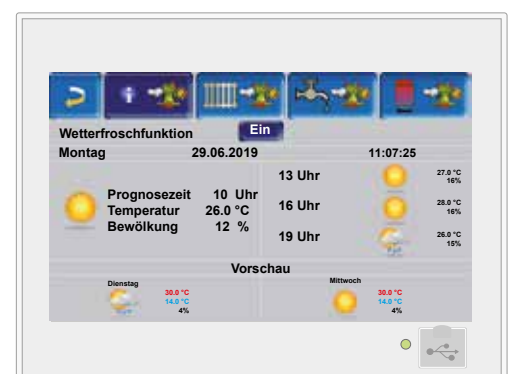 Wetterfroschfunktion Ein
Montag 29.06.2019 11:07:25
Prognosezeit 10 Uhr
Temperatur 26.0 °C
Bewölkung 12 %
13 Uhr 27.0 °C
16%
16 Uhr 28.0 °C
16%
19 Uhr 26.0 °C
15%
Vorschau
Dienstag
30.0 °C
14.0 °C
4%
Mittwoch
30.0 °C
14.0 °C
4%